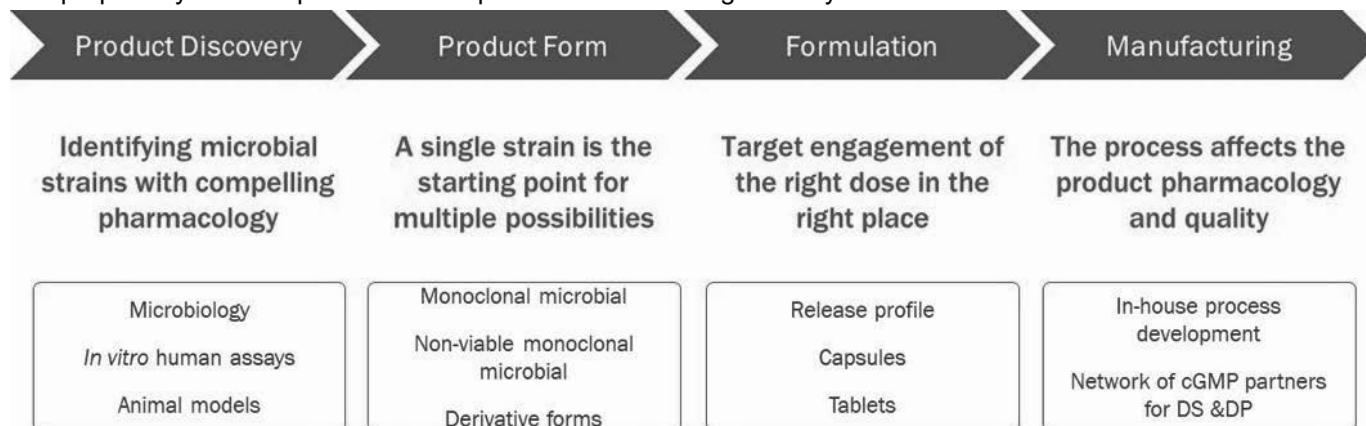 Product Discovery
Product Form
Formulation
Manufacturing
Identifying microbial
strains with compelling
pharmacology
A single strain is the
starting point for
multiple possibilities
Target engagement of
the right dose in the
right place
The process affects the
product pharmacology
and quality
Microbiology
In vitro human assays
Animal models
Monoclonal microbial
Non-viable monoclonal
microbial
Derivative forms
Release profile
Capsules
Tablets
In-house process
development
Network of cGMP partners
for DS &DP